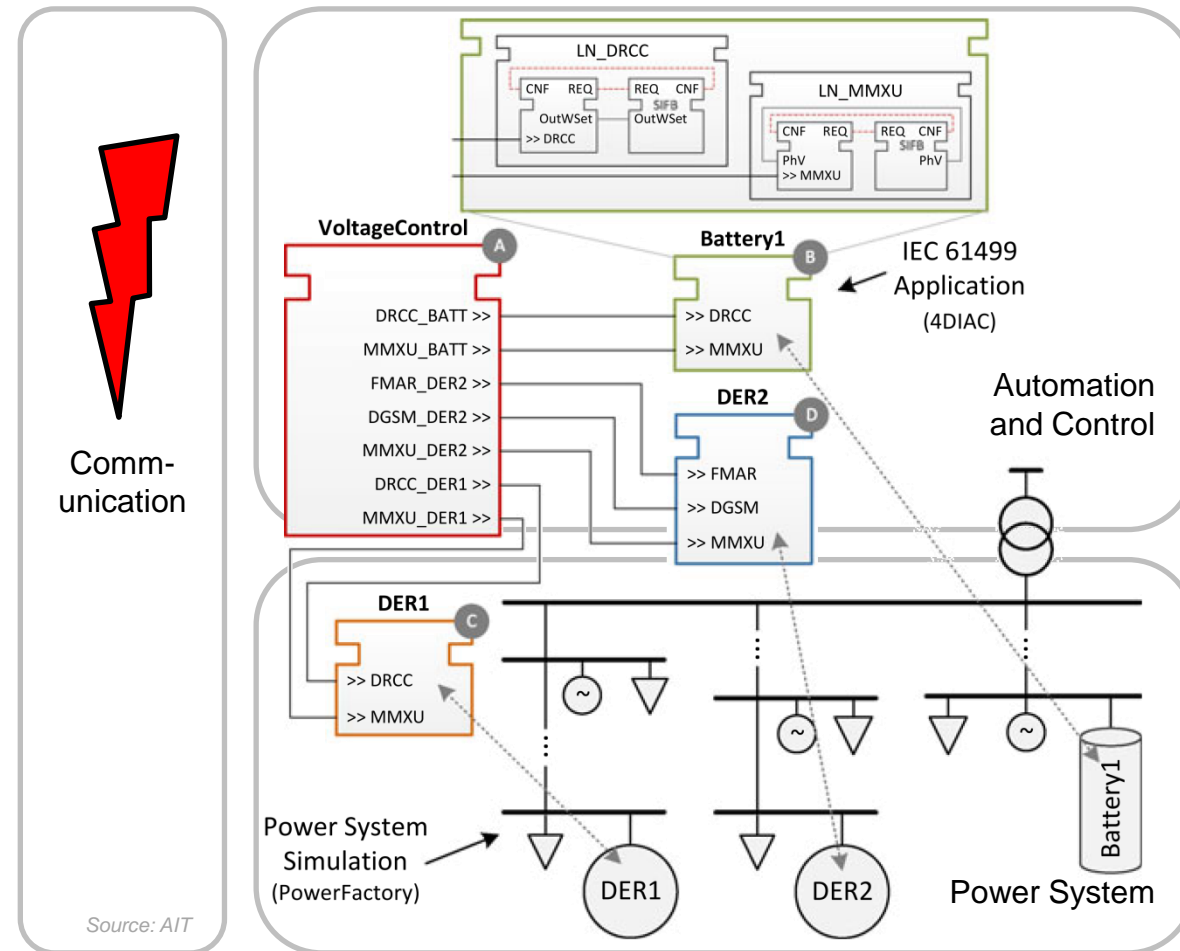 LN_DRCC
CNF REQ
REQ CNF
SIFB
OutWSet
OutWSet
>> DRCC
LN_MMXU
CNF REQ
REQ CNF
SIFB
PhV
PhV
>> MMXU
VoltageControl
A
DRCC_BATT >>
MMXU_BATT >>
FMAR_DER2 >>
DGSM_DER2 >>
MMXU_DER2 >>
DRCC_DER1 >>
MMXU_DER1 >>
Battery1
B
>> DRCC
>> MMXU
IEC 61499
Application
(4DIAC)
DER2
D
>> FMAR
>> DGSM
>> MMXU
Automation
and Control
Comm-
unication
DER1
C
>> DRCC
>> MMXU
~
~
~
Battery1
Power System
Simulation
(PowerFactory)
DER1
DER2
Power System
Source: AIT